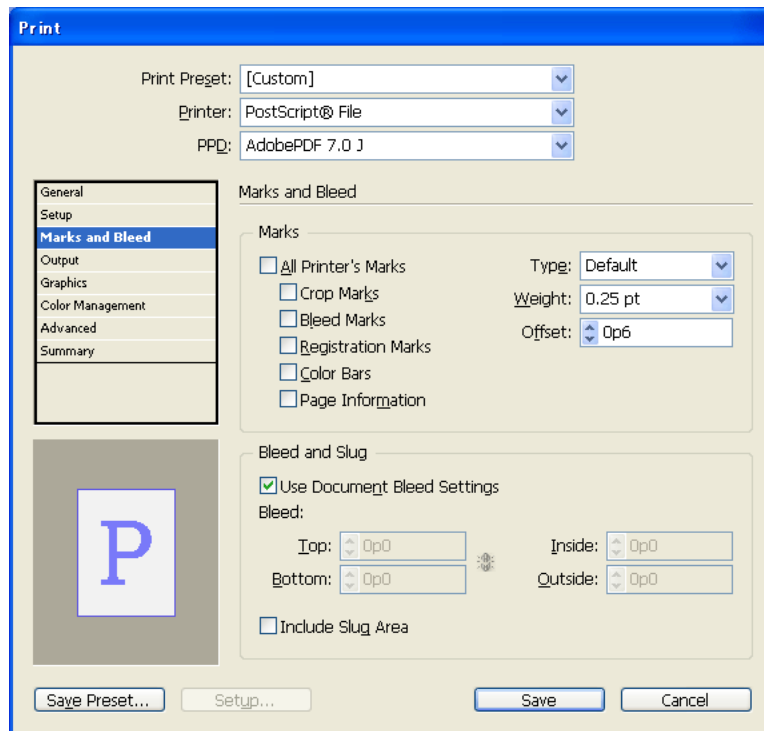 Print
Print Preset: [Custom]
Printer: PostScript® File
PPD: AdobePDF 7.0 J
General
Setup
Marks and Bleed
Output
Graphics
Color Management
Advanced
Summary
Marks and Bleed
Marks
All Printer's Marks
Crop Marks
Bleed Marks
Registration Marks
Color Bars
Page Information
Type: Default
Weight: 0.25 pt
Offset: 0p6
P
Bleed and Slug
Use Document Bleed Settings
Bleed:
Top: 0p0 Inside: 0p0
Bottom: 0p0 Outside: 0p0
Include Slug Area
Save Preset... Setup... Save Cancel